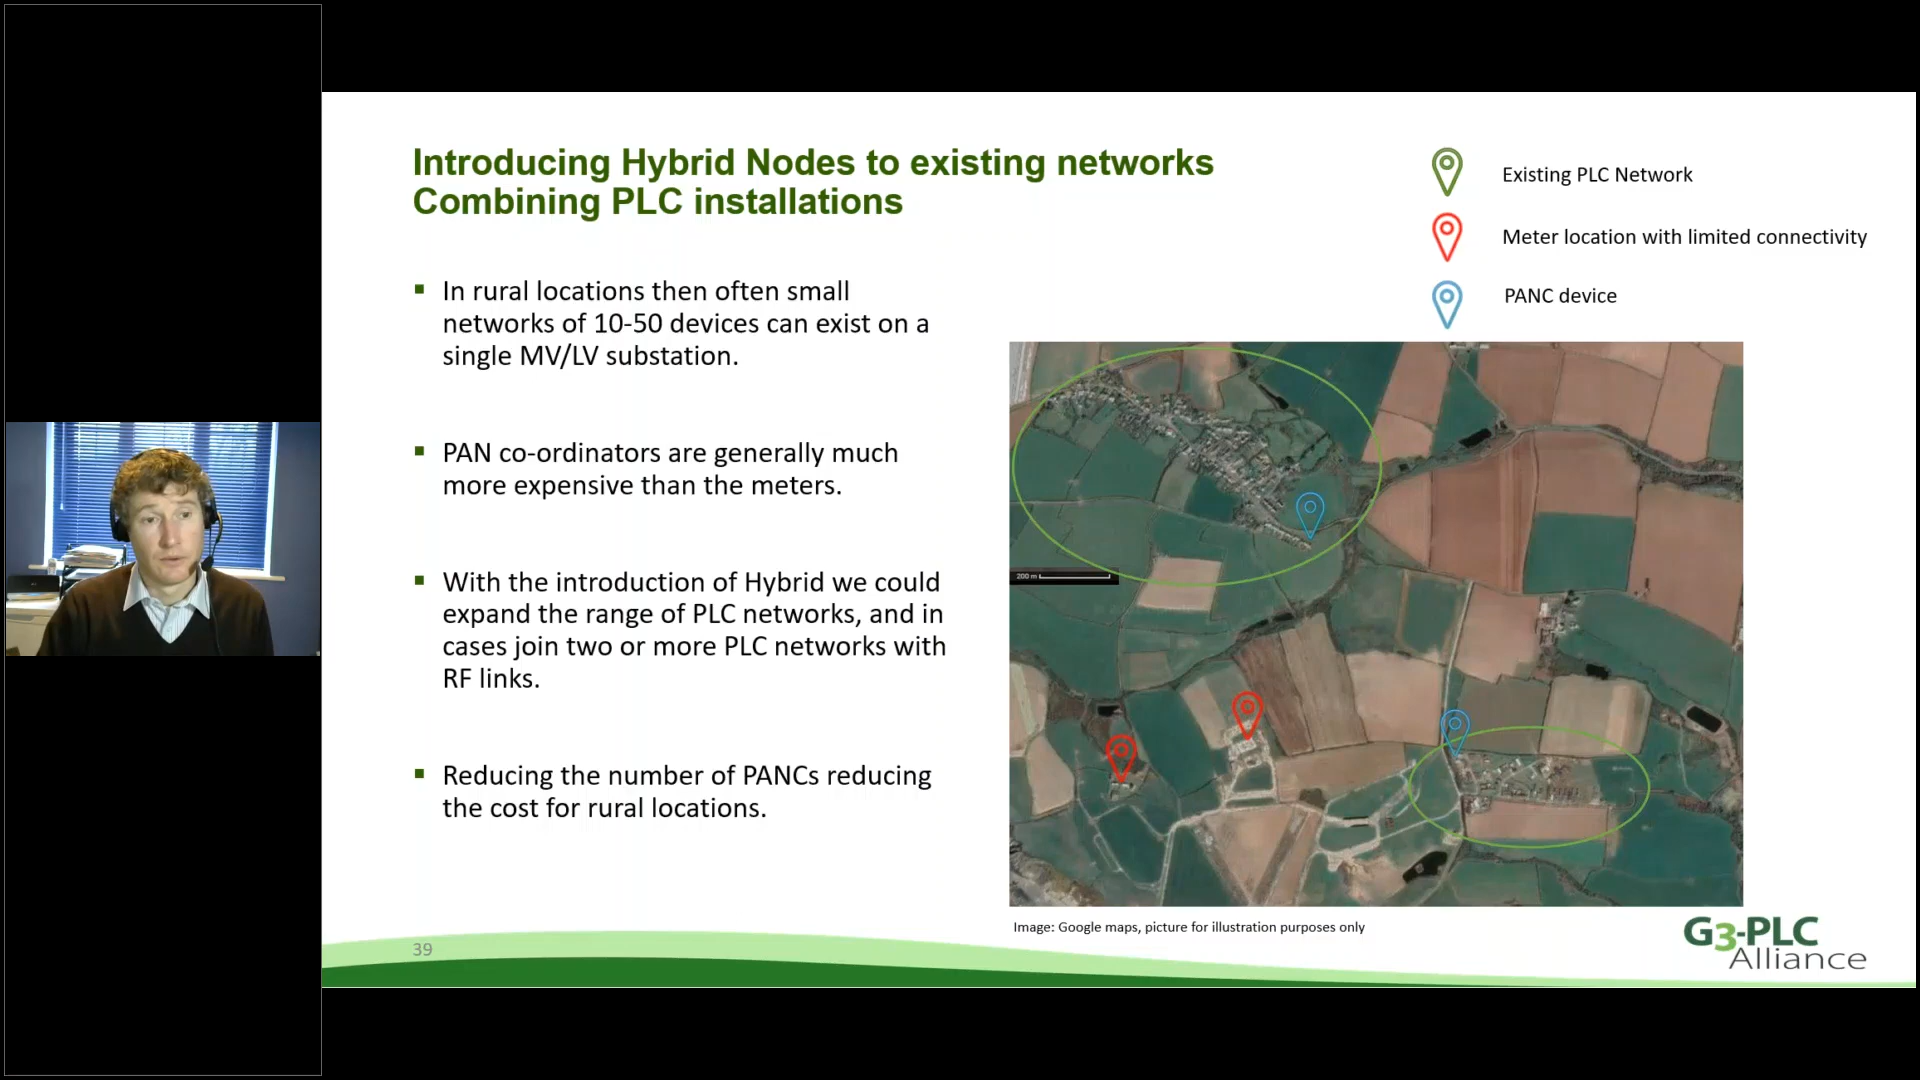 Introducing Hybrid Nodes to existing networks
Combining PLC installations
Existing PLC Network
Meter location with limited connectivity
PANC device
▪ In rural locations then often small
networks of 10-50 devices can exist on a
single MV/LV substation.
▪ PAN co-ordinators are generally much
more expensive than the meters.
▪ With the introduction of Hybrid we could
expand the range of PLC networks, and in
cases join two or more PLC networks with
RF links.
▪ Reducing the number of PANCs reducing
the cost for rural locations.
200 m
Image: Google maps, picture for illustration purposes only
39
G3-PLC
Alliance